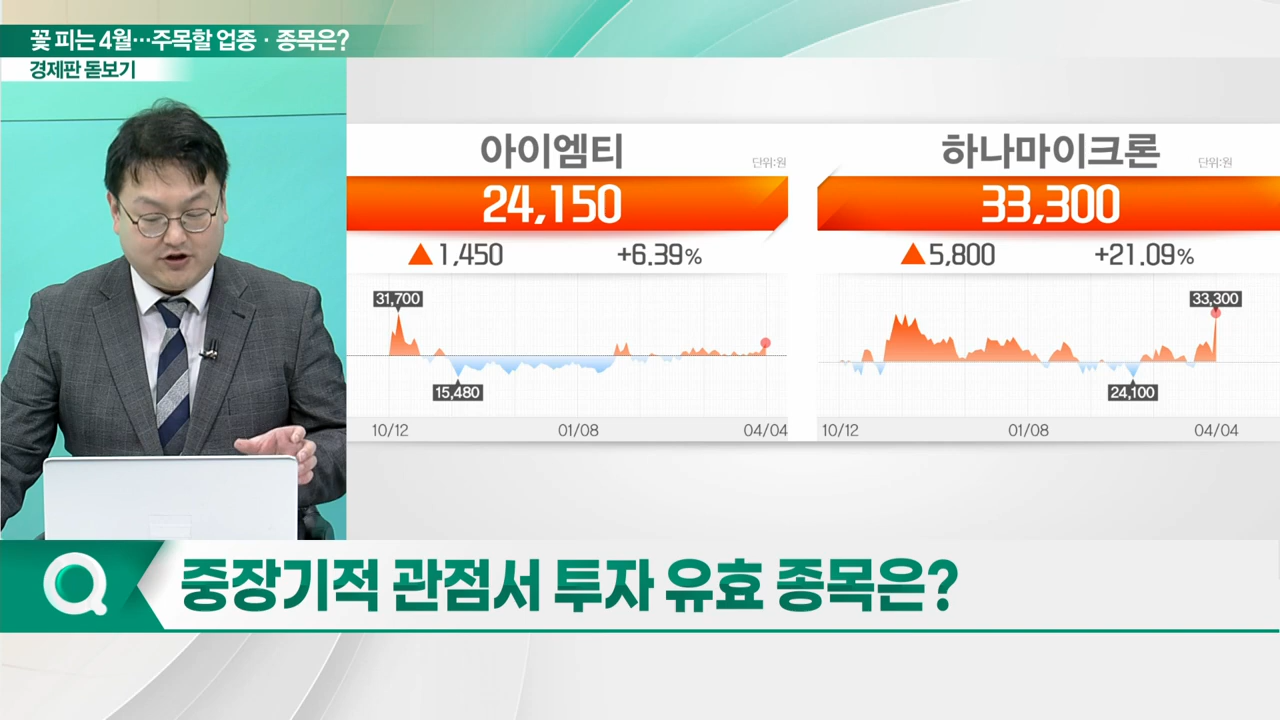 꽃 피는 4월…주목할 업종·종목은?
경제판 돋보기
아이엠티
단위:원
24,150
▲1,450 +6.39%
31,700
15,480
10/12 01/08 04/04
하나마이크론
단위:원
33,300
▲5,800 +21.09%
33,300
24,100
10/12 01/08 04/04
중장기적 관점서 투자 유효 종목은?